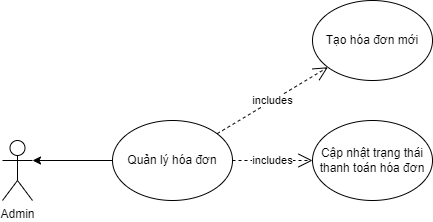 Tạo hóa đơn mới
includes
Quản lý hóa đơn
includes
Cập nhật trạng thái
thanh toán hóa đơn
Admin